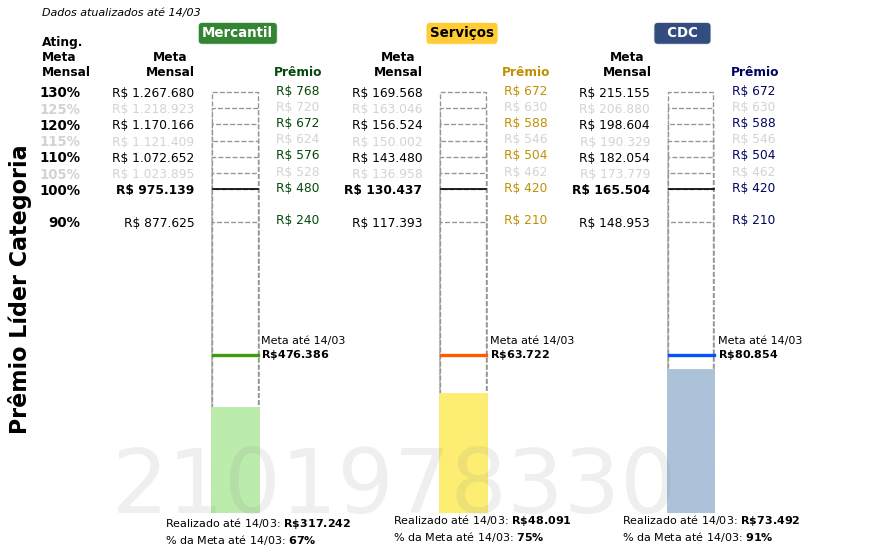 Dados atualizados até 14/03
Mercantil Serviços CDC
Ating. Meta Mensal
Meta Mensal Prêmio Meta Mensal Prêmio Meta Mensal Prêmio
130% R$ 1.267.680 R$ 768 R$ 169.568 R$ 672 R$ 215.155 R$ 672
125% R$ 1.218.923 R$ 720 R$ 163.046 R$ 630 R$ 206.880 R$ 630
120% R$ 1.170.166 R$ 672 R$ 156.524 R$ 588 R$ 198.604 R$ 588
115% R$ 1.121.409 R$ 624 R$ 150.002 R$ 546 R$ 190.329 R$ 546
110% R$ 1.072.652 R$ 576 R$ 143.480 R$ 504 R$ 182.054 R$ 504
105% R$ 1.023.895 R$ 528 R$ 136.958 R$ 462 R$ 173.779 R$ 462
100% R$ 975.139 R$ 480 R$ 130.437 R$ 420 R$ 165.504 R$ 420
90% R$ 877.625 R$ 240 R$ 117.393 R$ 210 R$ 148.953 R$ 210
Prêmio Líder Categoria
Meta até 14/03 Meta até 14/03 Meta até 14/03
R$476.386 R$63.722 R$80.854
2101978330
Realizado até 14/03: R$317.242 Realizado até 14/03: R$48.091 Realizado até 14/03: R$73.492
% da Meta até 14/03: 67% % da Meta até 14/03: 75% % da Meta até 14/03: 91%